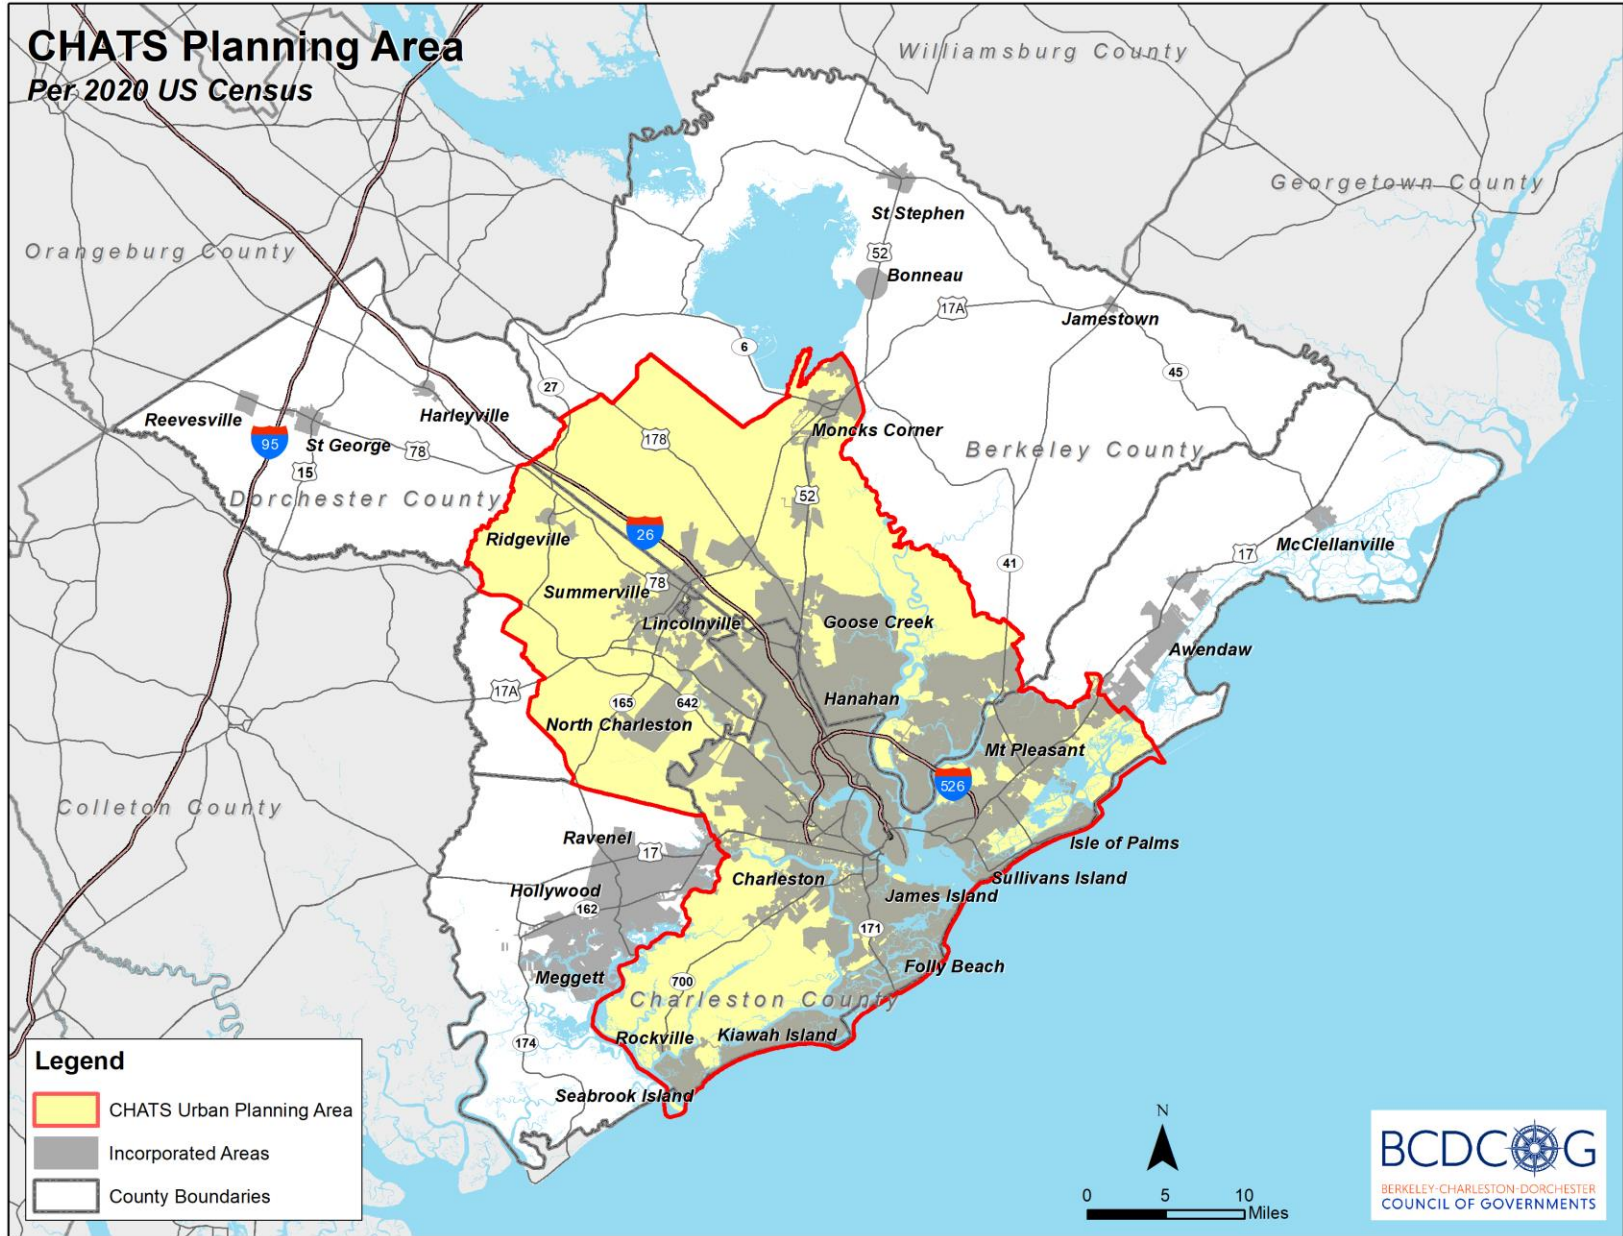 CHATS Planning Area
Per 2020 US Census
Williamsburg County
Georgetown County
Orangeburg County
St Stephen
52
Bonneau
17A
Jamestown
6
45
27
Reevesville
Harleyville
95
St George
78
178
Moncks Corner
Berkeley County
15
Dorchester County
52
17
McClellanville
Ridgeville
26
41
Summerville
78
Lincolnville
Goose Creek
Awendaw
17A
165
642
Hanahan
North Charleston
Mt Pleasant
526
Colleton County
Ravenel
17
Isle of Palms
Hollywood
162
Charleston
James Island
Sullivans Island
171
Meggett
700
Folly Beach
Charleston County
174
Rockville
Kiawah Island
Seabrook Island
Legend
CHATS Urban Planning Area
Incorporated Areas
County Boundaries
N
0 5 10
Miles
BCDCOG
BERKELEY-CHARLESTON-DORCHESTER
COUNCIL OF GOVERNMENTS